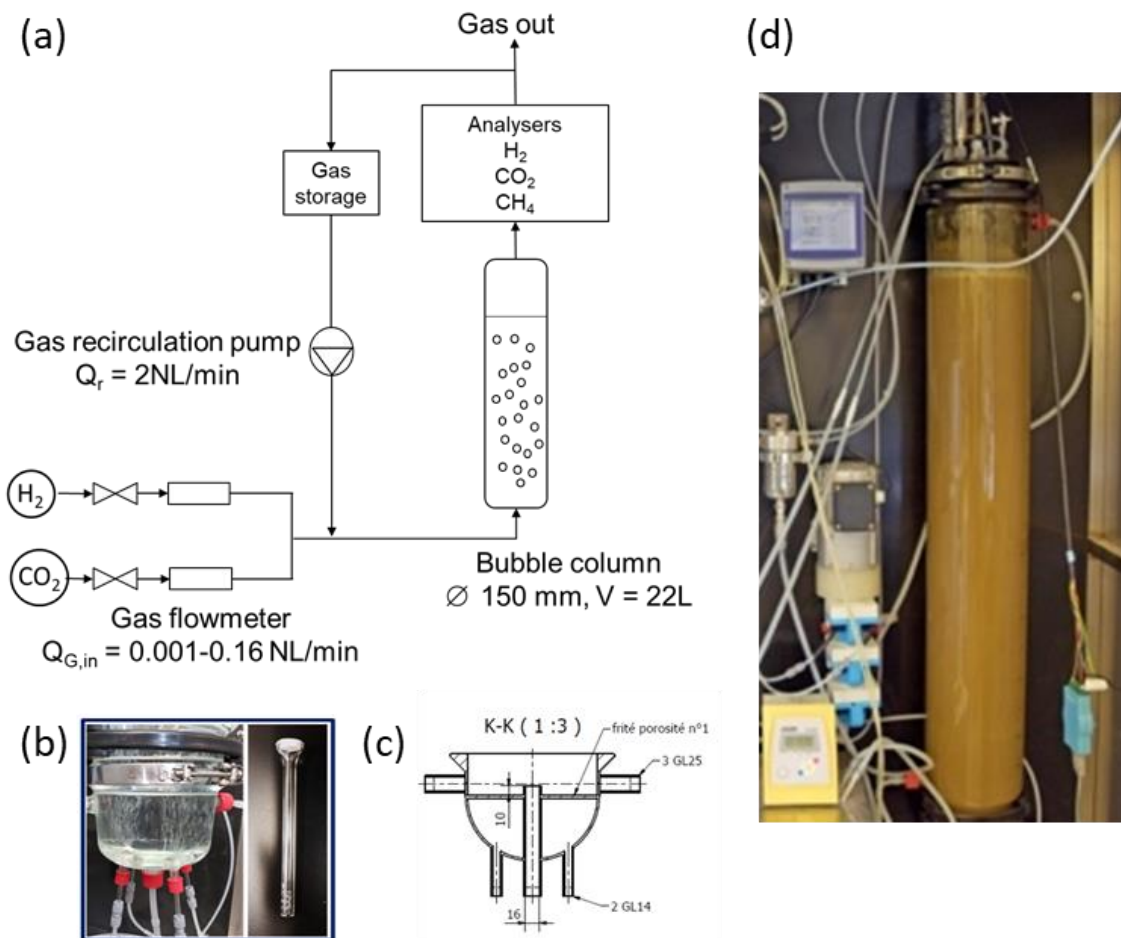 (a)
Gas out
Analysers
H₂
CO₂
CH₄
Gas
storage
Gas recirculation pump
Qᵣ = 2NL/min
H₂
CO₂
Gas flowmeter
Q_G,in = 0.001-0.16 NL/min
Bubble column
∅ 150 mm, V = 22L
(b)
(c)
K-K ( 1 :3 )
frité porosité n°1
3 GL25
10
16
2 GL14
(d)